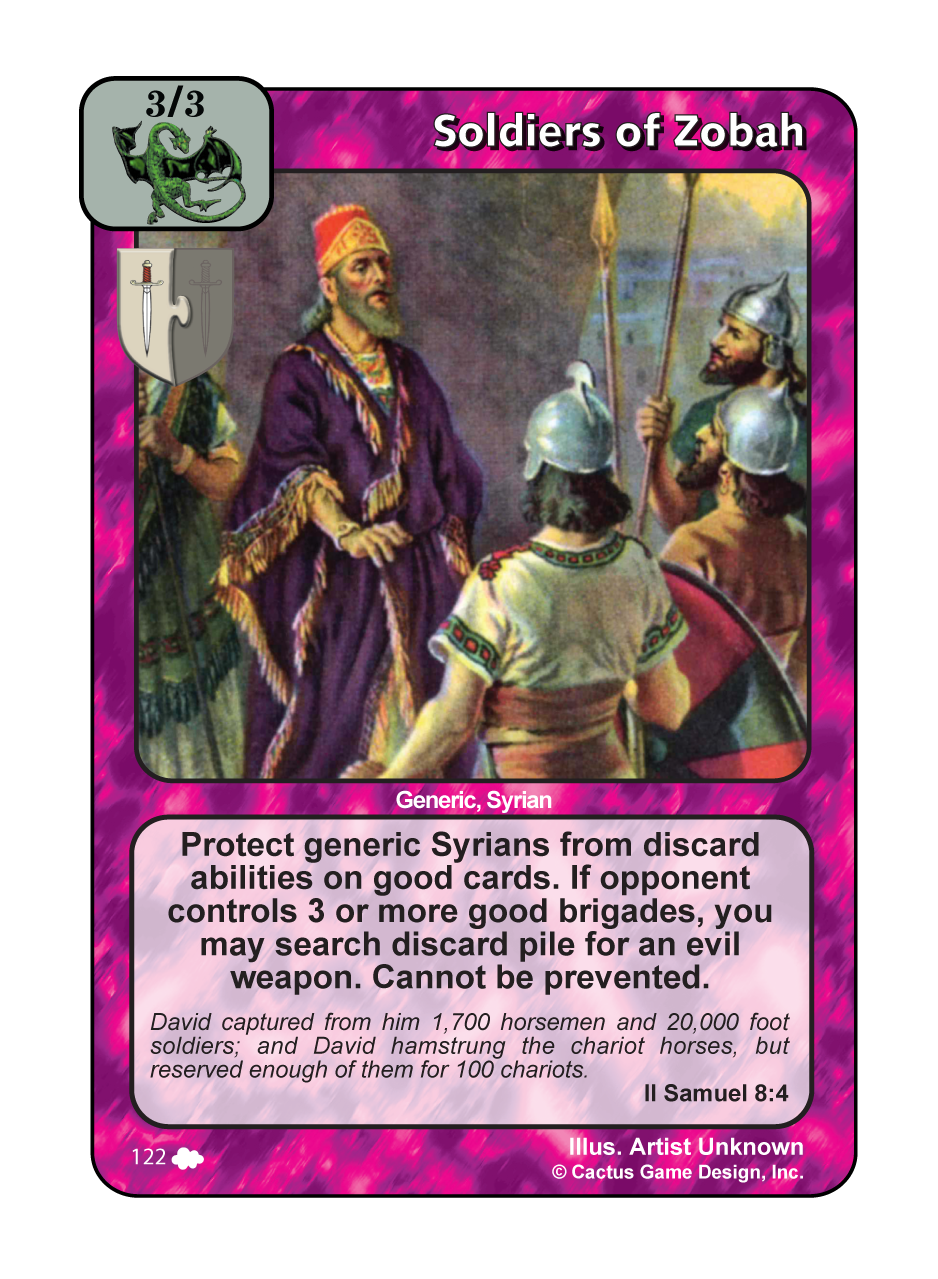 3/3
Soldiers of Zobah
Generic, Syrian
Protect generic Syrians from discard
abilities on good cards. If opponent
controls 3 or more good brigades, you
may search discard pile for an evil
weapon. Cannot be prevented.
David captured from him 1,700 horsemen and 20,000 foot
soldiers; and David hamstrung the chariot horses, but
reserved enough of them for 100 chariots.
II Samuel 8:4
122
Illus. Artist Unknown
© Cactus Game Design, Inc.